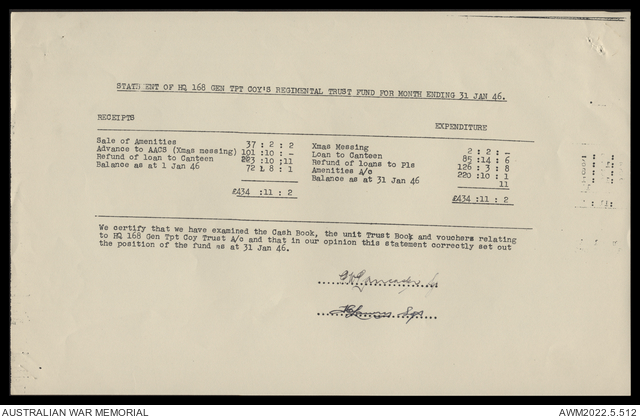 STATEMENT OF HQ 168 GEN TPT COY'S REGIMENTAL TRUST FUND FOR MONTH ENDING 31 JAN 46.
RECEIPTS
EXPENDITURE
Sale of Amenities 37 : 2 : 2
Advance to AACS (Xmas messing) 101 :10 : -
Refund of loan to Canteen 223 :10 :11
Balance as at 1 Jan 46 72 : 8 : 1
£434 :11 : 2
Xmas Messing 2 : 2 : -
Loan to Canteen 85 :14 : 6
Refund of loans to Pls 126 : 3 : 8
Amenities A/c 220 :10 : 1
Balance as at 31 Jan 46 11
£434 :11 : 2
We certify that we have examined the Cash Book, the unit Trust Book and vouchers relating
to HQ 168 Gen Tpt Coy Trust A/c and that in our opinion this statement correctly set out
the position of the fund as at 31 Jan 46.
AUSTRALIAN WAR MEMORIAL
AWM2022.5.512